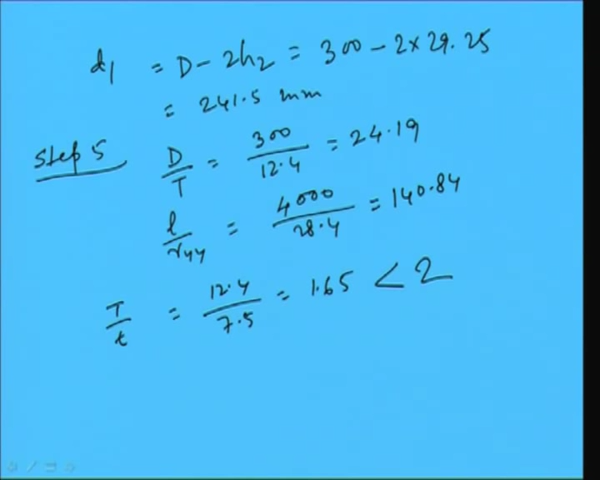 d1 = D - 2h2 = 300 - 2 × 29.25
= 241.5 mm
Step 5 D/T = 300/12.4 = 24.19
l/ryy = 4000/28.4 = 140.84
T/t = 12.4/7.5 = 1.65 < 2